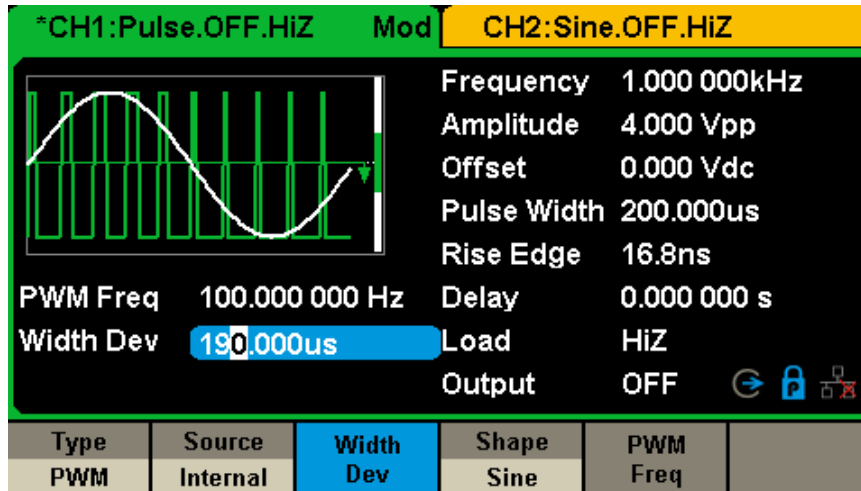 *CH1:Pulse.OFF.HiZ Mod CH2:Sine.OFF.HiZ
Frequency 1.000 000kHz
Amplitude 4.000 Vpp
Offset 0.000 Vdc
Pulse Width 200.000us
Rise Edge 16.8ns
PWM Freq 100.000 000 Hz Delay 0.000 000 s
Width Dev 190.000us Load HiZ
Output OFF P
Type Source Width Shape PWM
PWM Internal Dev Sine Freq